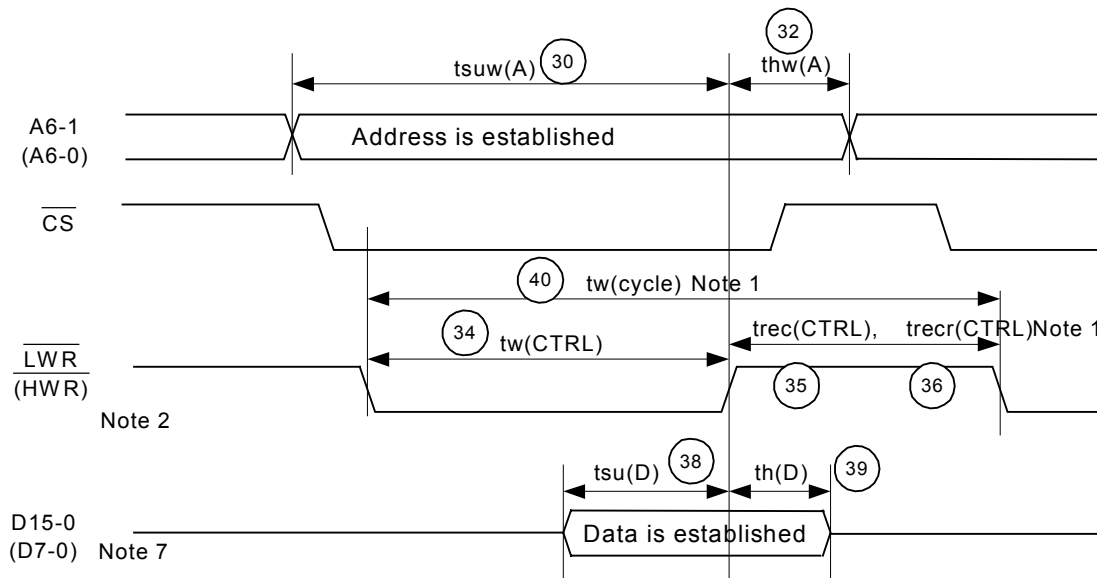 32
tsuw(A) 30 thw(A)
A6-1
(A6-0)
Address is established
CS
40 tw(cycle) Note 1
34 tw(CTRL)
trec(CTRL), trecr(CTRL)Note 1
LWR
(HWR)
35 36
Note 2
tsu(D) 38 th(D) 39
D15-0
(D7-0) Note 7
Data is established